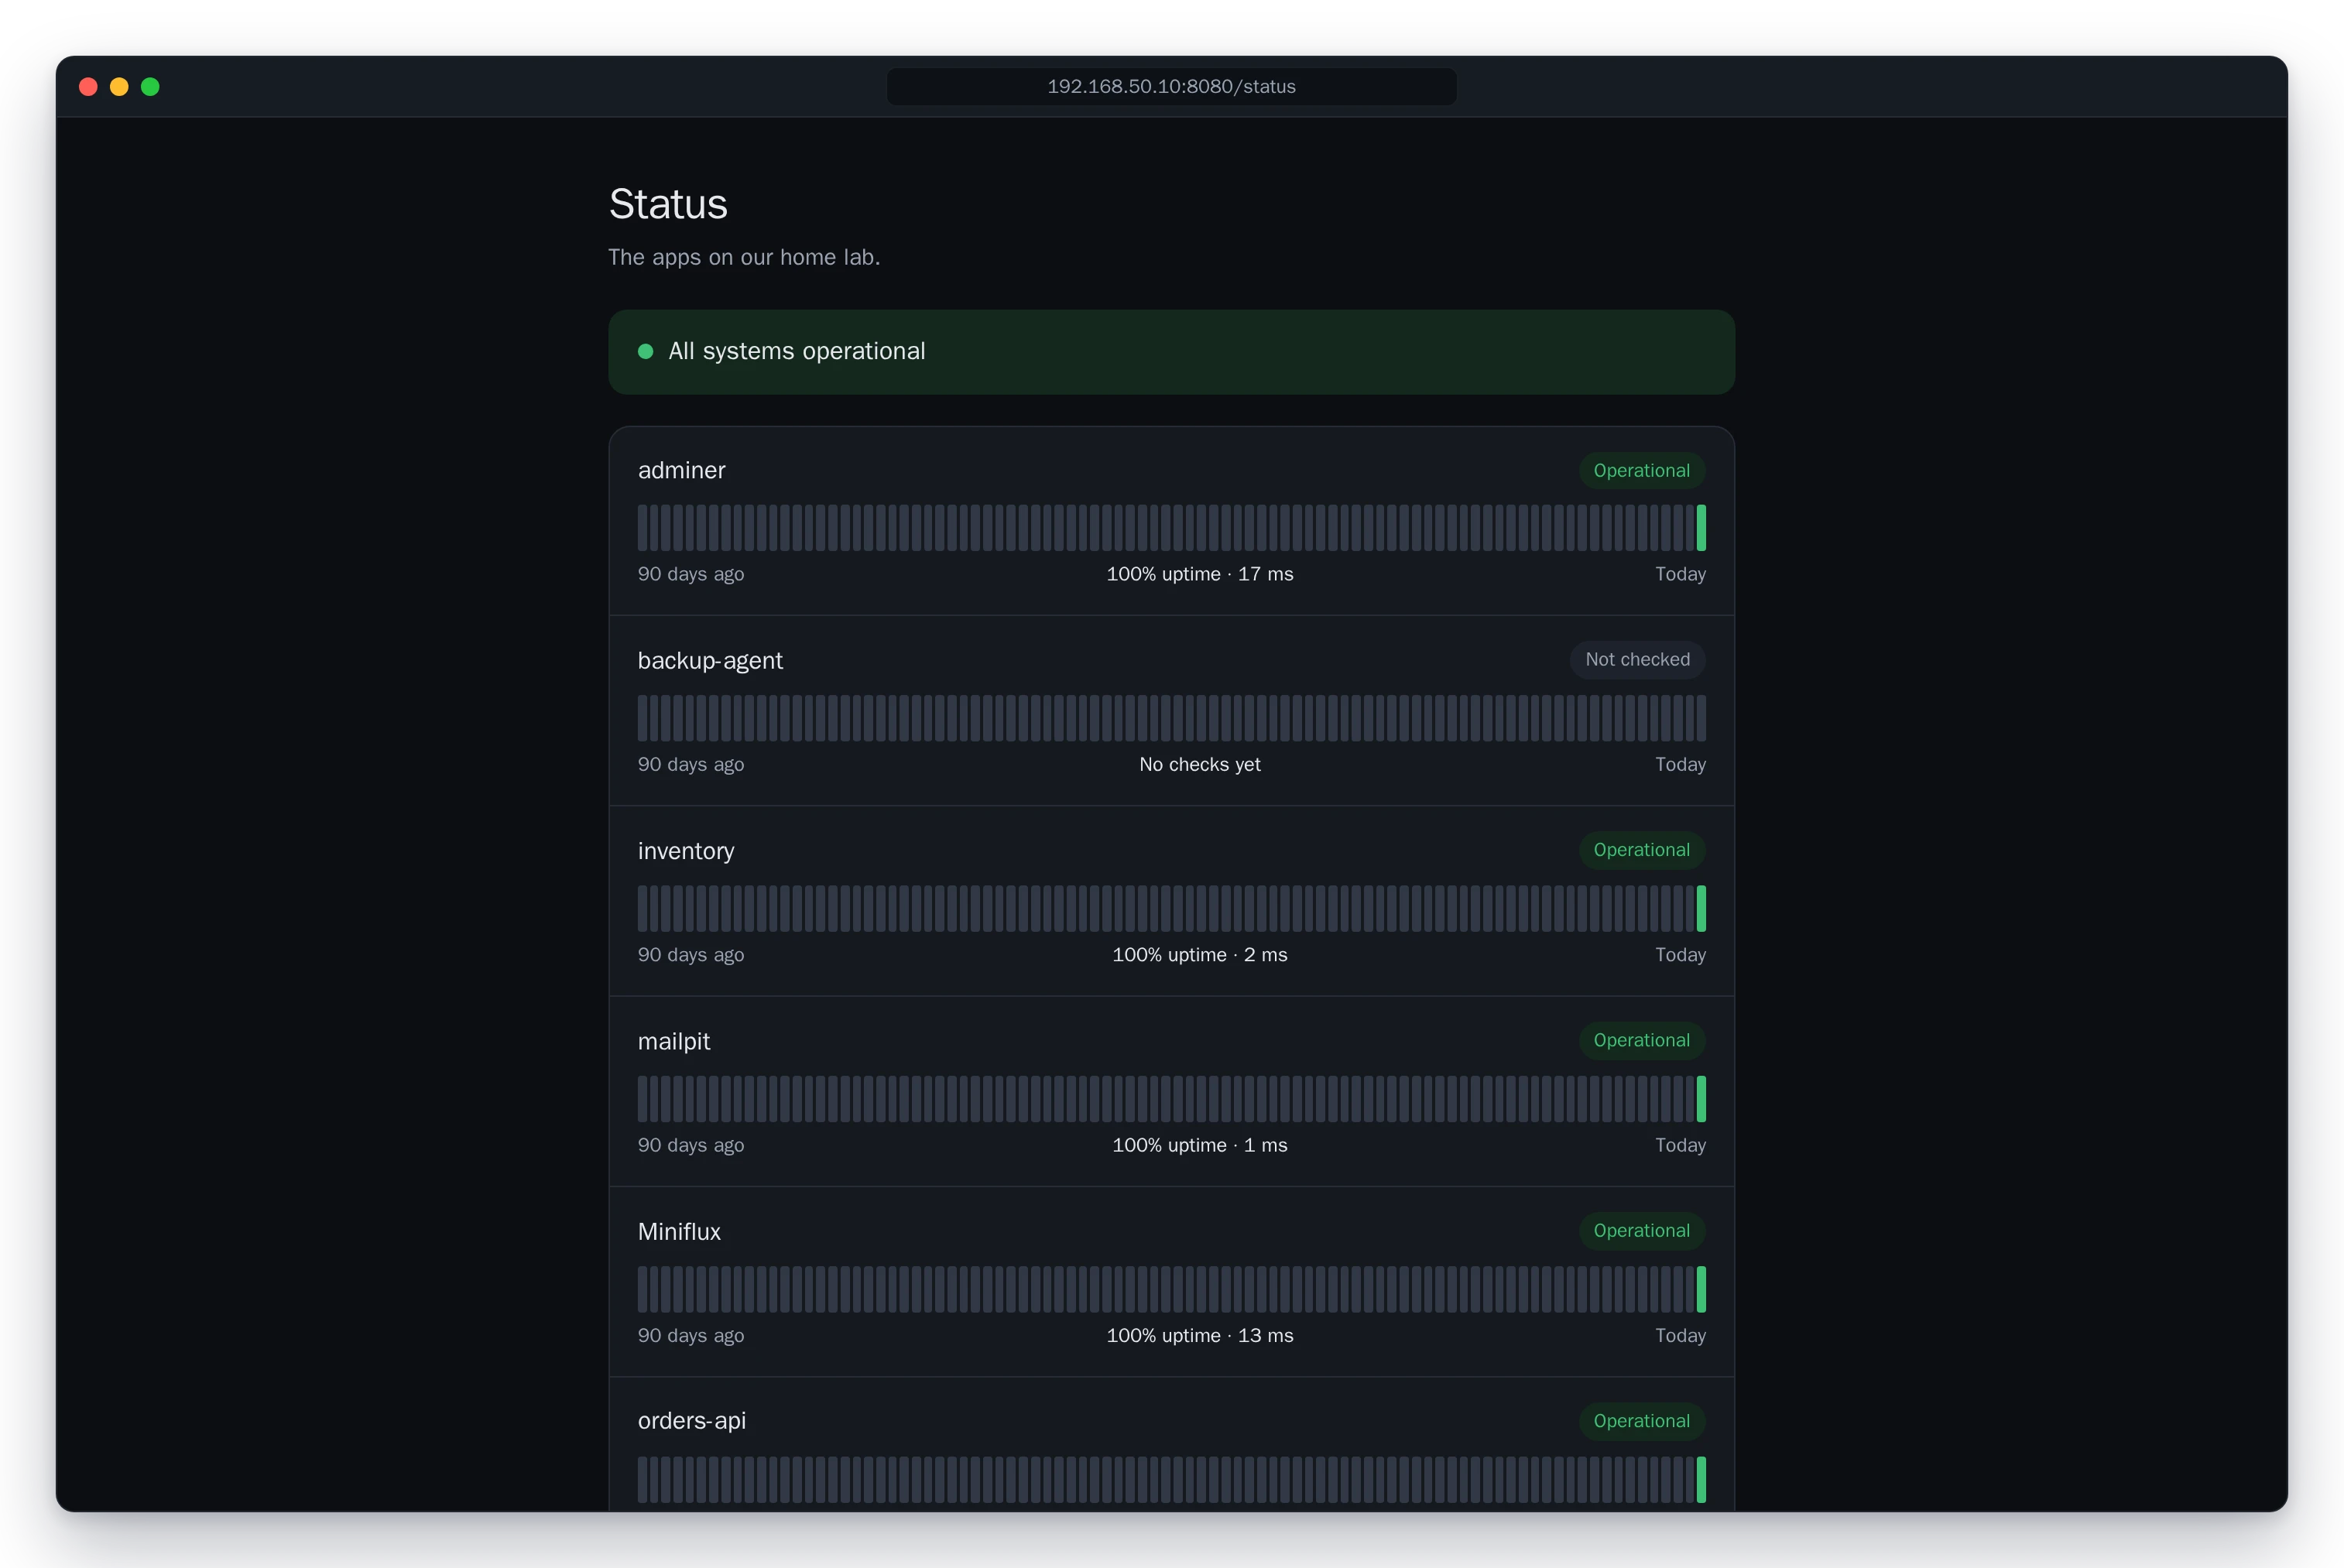 192.168.50.10:8080/status
Status
The apps on our home lab.
All systems operational
adminer
Operational
90 days ago
100% uptime · 17 ms
Today
backup-agent
Not checked
90 days ago
No checks yet
Today
inventory
Operational
90 days ago
100% uptime · 2 ms
Today
mailpit
Operational
90 days ago
100% uptime · 1 ms
Today
Miniflux
Operational
90 days ago
100% uptime · 13 ms
Today
orders-api
Operational